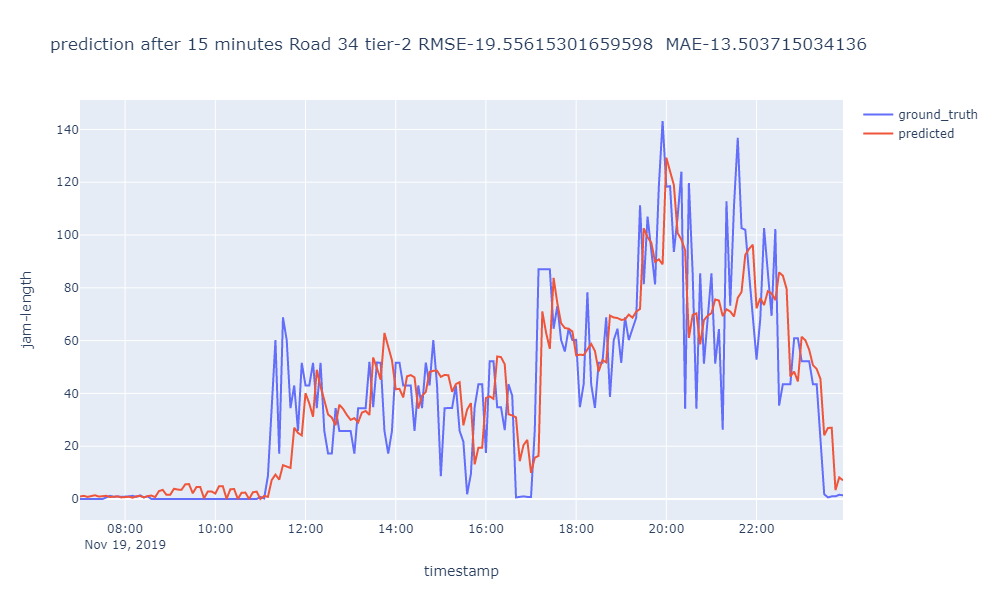 prediction after 15 minutes Road 34 tier-2 RMSE-19.55615301659598  MAE-13.503715034136
ground_truth
predicted
jam-length
140
120
100
80
60
40
20
0
08:00 10:00 12:00 14:00 16:00 18:00 20:00 22:00
Nov 19, 2019
timestamp